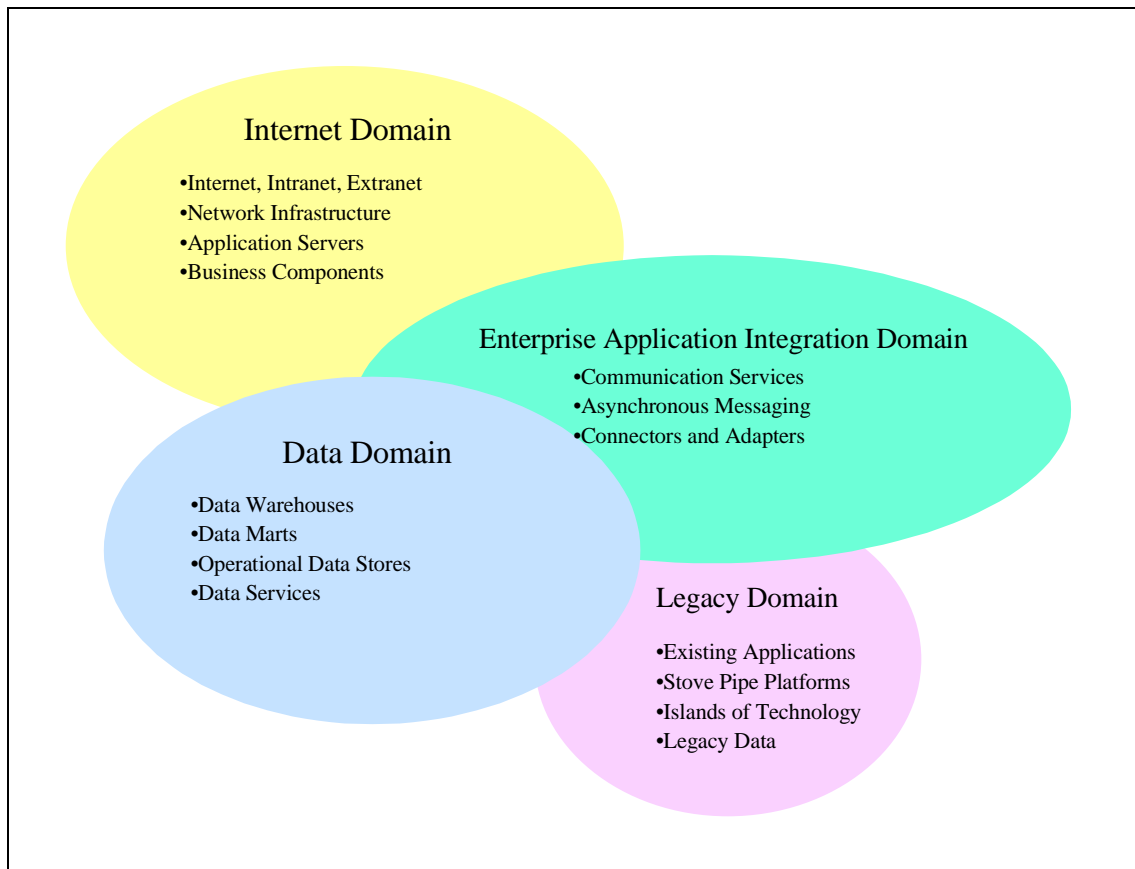 Internet Domain
•Internet, Intranet, Extranet
•Network Infrastructure
•Application Servers
•Business Components
Enterprise Application Integration Domain
•Communication Services
•Asynchronous Messaging
•Connectors and Adapters
Data Domain
•Data Warehouses
•Data Marts
•Operational Data Stores
•Data Services
Legacy Domain
•Existing Applications
•Stove Pipe Platforms
•Islands of Technology
•Legacy Data